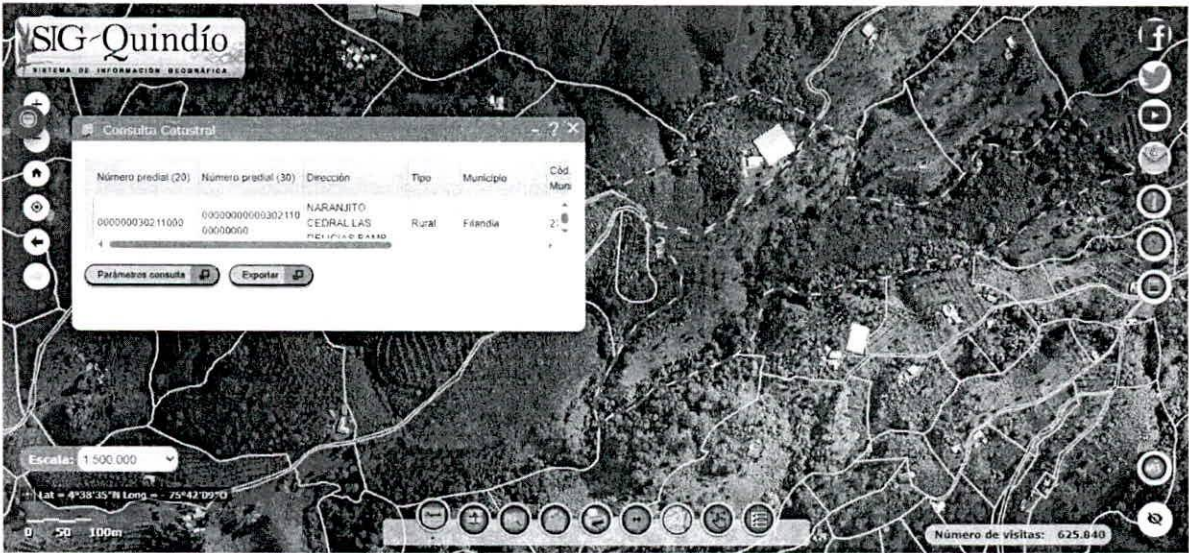 SIG-Quindío
SISTEMA DE INFORMACIÓN GEOGRÁFICA
Consulta Catastral
- ? ×
Número predial (20) Número predial (30) Dirección Tipo Municipio Cód. Muni
000000030211000 00000000000302110 00000000 NARANJITO CEDRAL LAS DELICIAS Rural Filandia
Parámetros consulta Exportar
Escala: 1:500.000
Lat = 4°38'35"N Long = - 75°42'09"O
0 50 100m
Número de visitas: 625.840